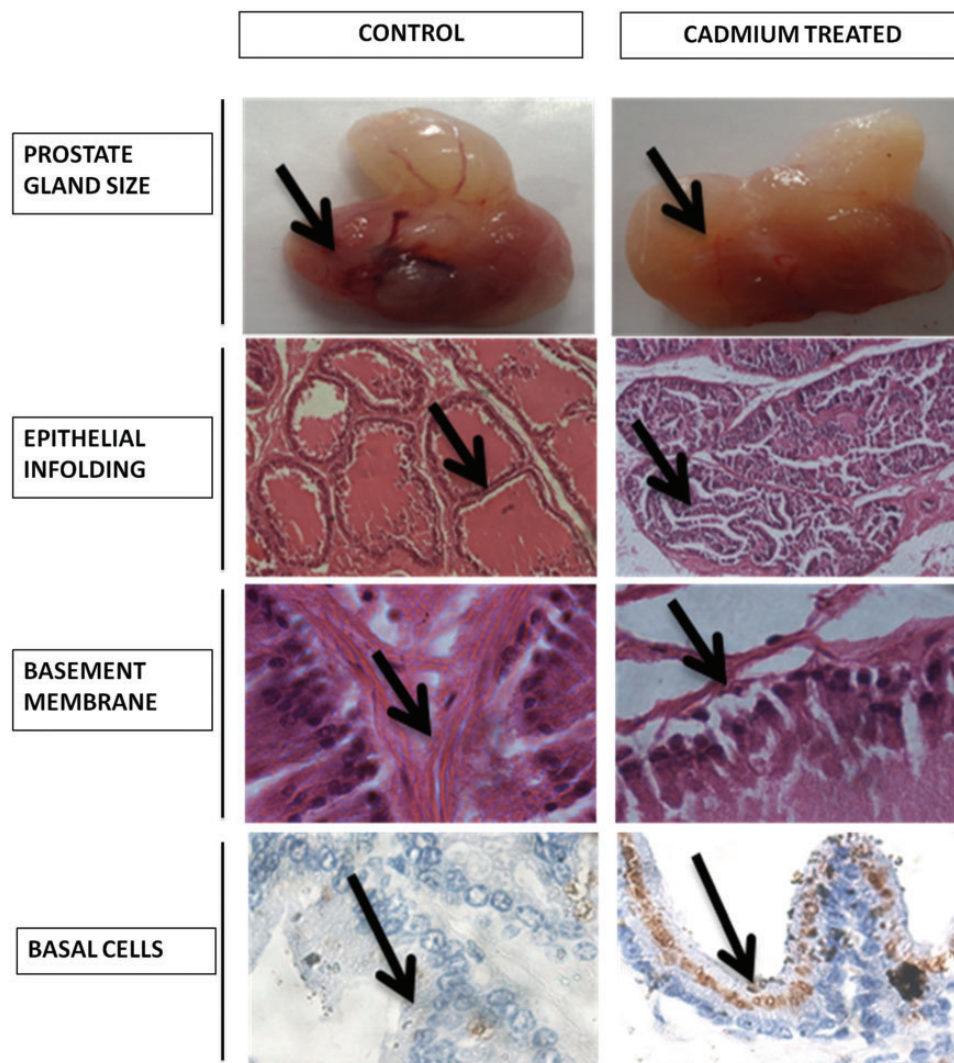 CONTROL
CADMIUM TREATED
PROSTATE
GLAND SIZE
EPITHELIAL
INFOLDING
BASEMENT
MEMBRANE
BASAL CELLS